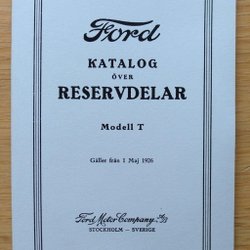 Ford
KATALOG
ÖVER
RESERVDELAR
Modell T
Gäller från 1 Maj 1926
Ford Motor Company A/B
STOCKHOLM – SVERIGE